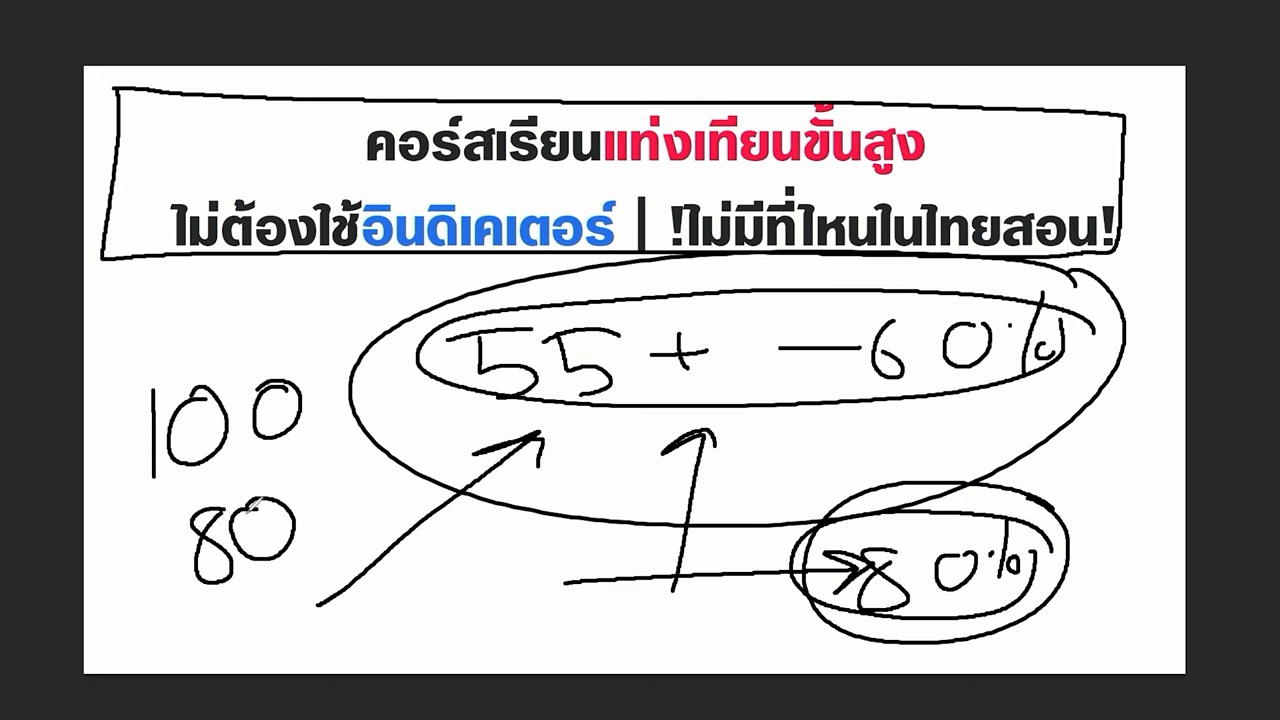 คอร์สเรียนแท่งเทียนขั้นสูง
ไม่ต้องใช้อินดิเคเตอร์ | !ไม่มีที่ไหนในไทยสอน!
55+ — 60%
100
80
80%